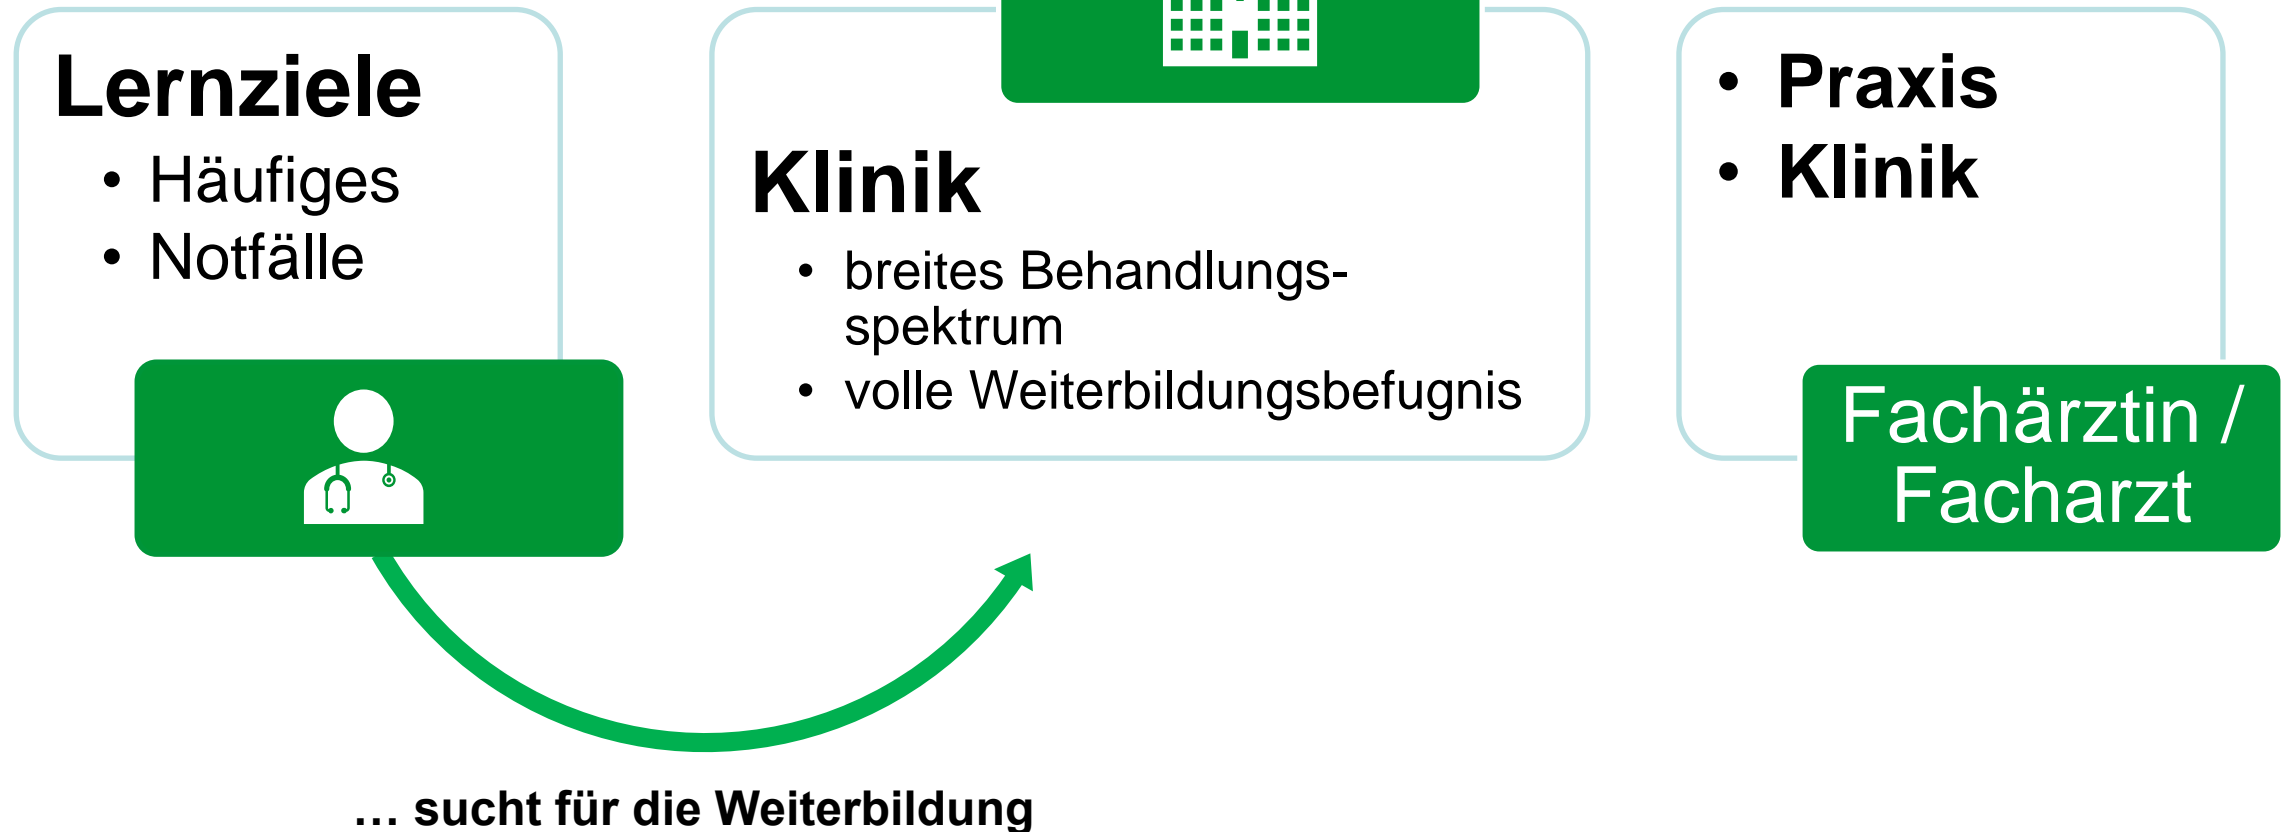 Lernziele
• Häufiges
• Notfälle
Klinik
• breites Behandlungs-
spektrum
• volle Weiterbildungsbefugnis
• Praxis
• Klinik
Fachärztin /
Facharzt
… sucht für die Weiterbildung